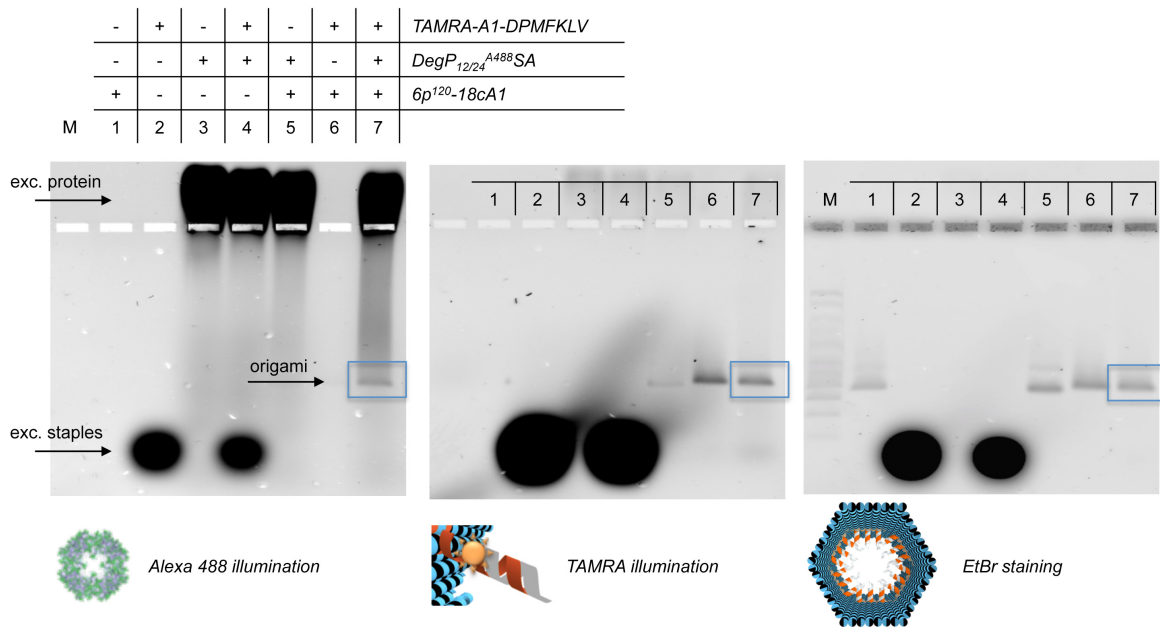 - + - + - + + TAMRA-A1-DPMFKLV
- - + + + - + DegP12/24A488SA
+ - - - + + + 6p120-18cA1
M 1 2 3 4 5 6 7
exc. protein
origami
exc. staples
1 2 3 4 5 6 7
M 1 2 3 4 5 6 7
Alexa 488 illumination
TAMRA illumination
EtBr staining